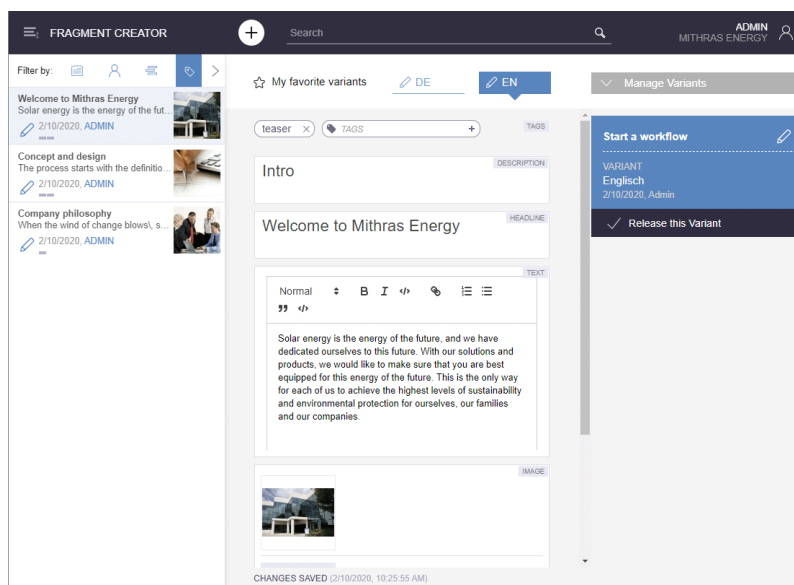 FRAGMENT CREATOR
Search
ADMIN
MITHRAS ENERGY
Filter by:
Welcome to Mithras Energy
Solar energy is the energy of the fut...
2/10/2020, ADMIN
Concept and design
The process starts with the definitio...
2/10/2020, ADMIN
Company philosophy
When the wind of change blows\, s...
2/10/2020, ADMIN
My favorite variants
DE
EN
teaser
TAGS
TAGS
DESCRIPTION
Intro
HEADLINE
Welcome to Mithras Energy
TEXT
Normal
Solar energy is the energy of the future, and we have
dedicated ourselves to this future. With our solutions and
products, we would like to make sure that you are best
equipped for this energy of the future. This is the only way
for each of us to achieve the highest levels of sustainability
and environmental protection for ourselves, our families
and our companies.
IMAGE
CHANGES SAVED (2/10/2020, 10:25:55 AM)
Manage Variants
Start a workflow
VARIANT
Englisch
2/10/2020, Admin
Release this Variant